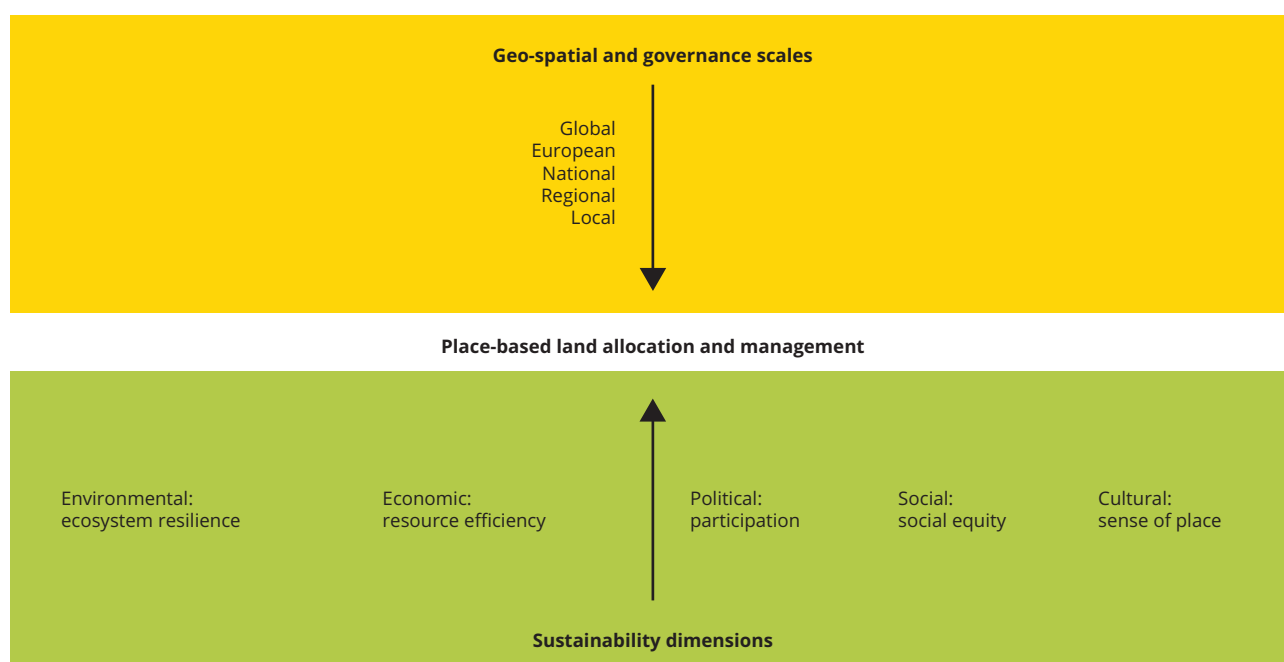 Geo-spatial and governance scales
Global
European
National
Regional
Local
Place-based land allocation and management
Environmental:
ecosystem resilience
Economic:
resource efficiency
Political:
participation
Social:
social equity
Cultural:
sense of place
Sustainability dimensions